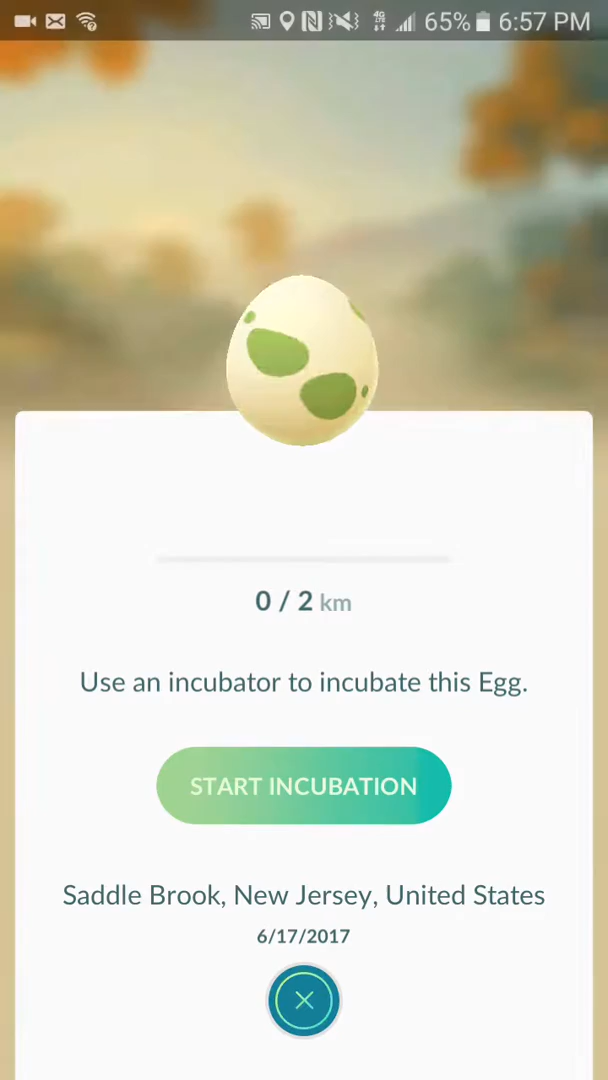 65% 6:57 PM
0 / 2 km
Use an incubator to incubate this Egg.
START INCUBATION
Saddle Brook, New Jersey, United States
6/17/2017